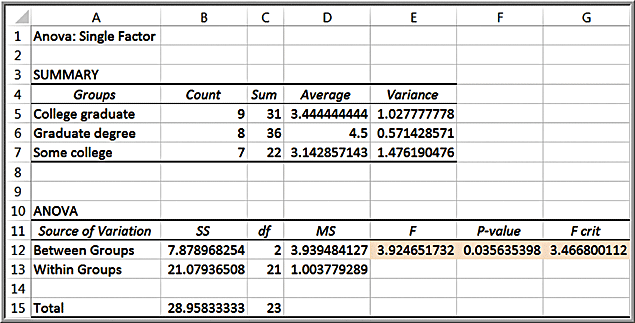 A B C D E F G
1 Anova: Single Factor
2
3 SUMMARY
4 Groups Count Sum Average Variance
5 College graduate 9 31 3.444444444 1.027777778
6 Graduate degree 8 36 4.5 0.571428571
7 Some college 7 22 3.142857143 1.476190476
8
9
10 ANOVA
11 Source of Variation SS df MS F P-value F crit
12 Between Groups 7.878968254 2 3.939484127 3.924651732 0.035635398 3.466800112
13 Within Groups 21.07936508 21 1.003779289
14
15 Total 28.95833333 23